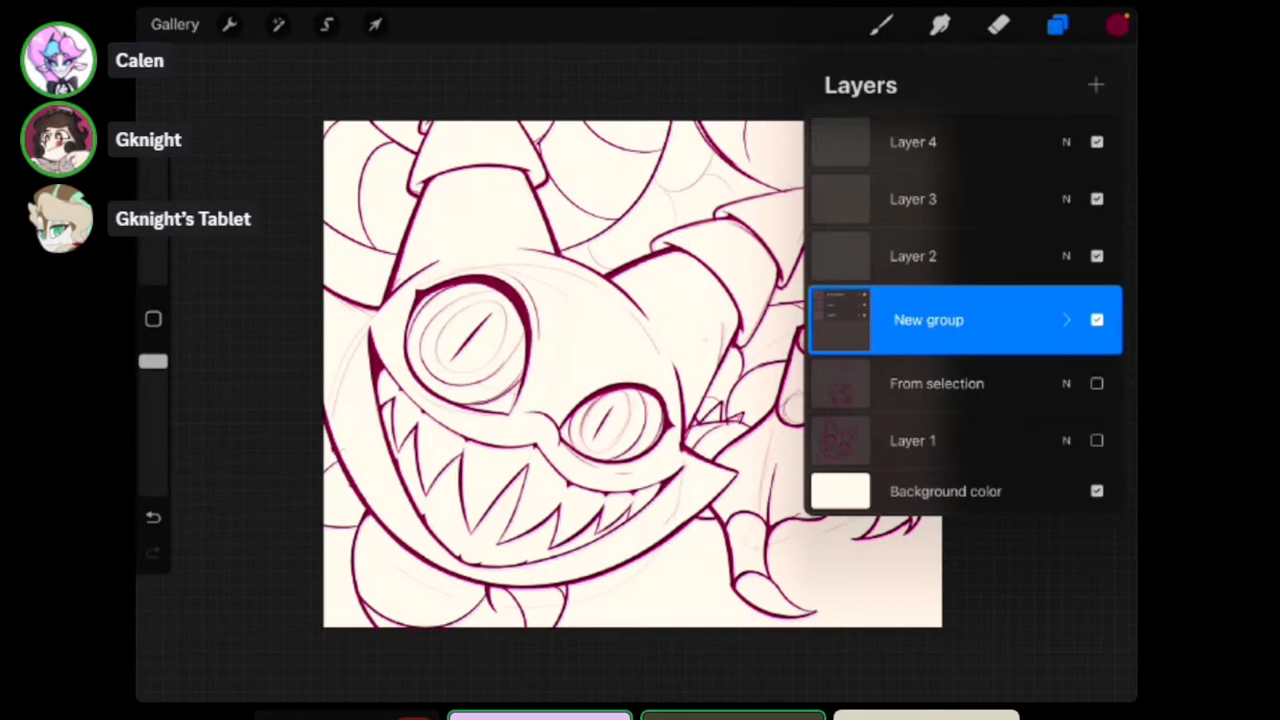 Gallery
Calen
Gknight
Gknight's Tablet
Layers
Layer 4 N
Layer 3 N
Layer 2 N
New group
From selection N
Layer 1 N
Background color